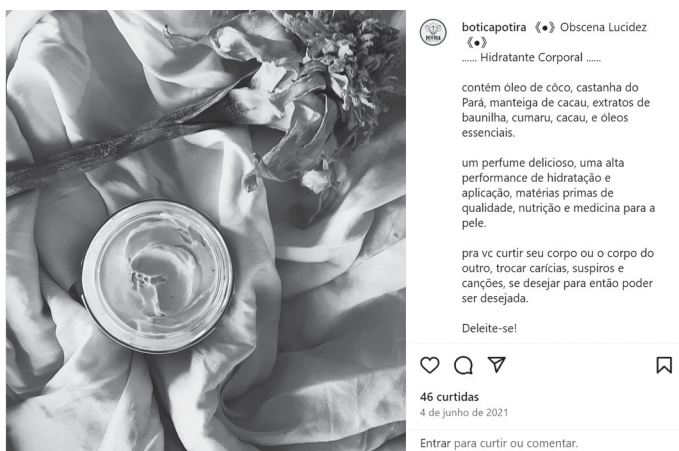 boticapotira 《●》Obscena Lucidez
《●》
...... Hidratante Corporal ......
contém óleo de côco, castanha do
Pará, manteiga de cacau, extratos de
baunilha, cumaru, cacau, e óleos
essenciais.
um perfume delicioso, uma alta
performance de hidratação e
aplicação, matérias primas de
qualidade, nutrição e medicina para a
pele.
pra vc curtir seu corpo ou o corpo do
outro, trocar carícias, suspiros e
canções, se desejar para então poder
ser desejada.
Deleite-se!
46 curtidas
4 de junho de 2021
Entrar para curtir ou comentar.